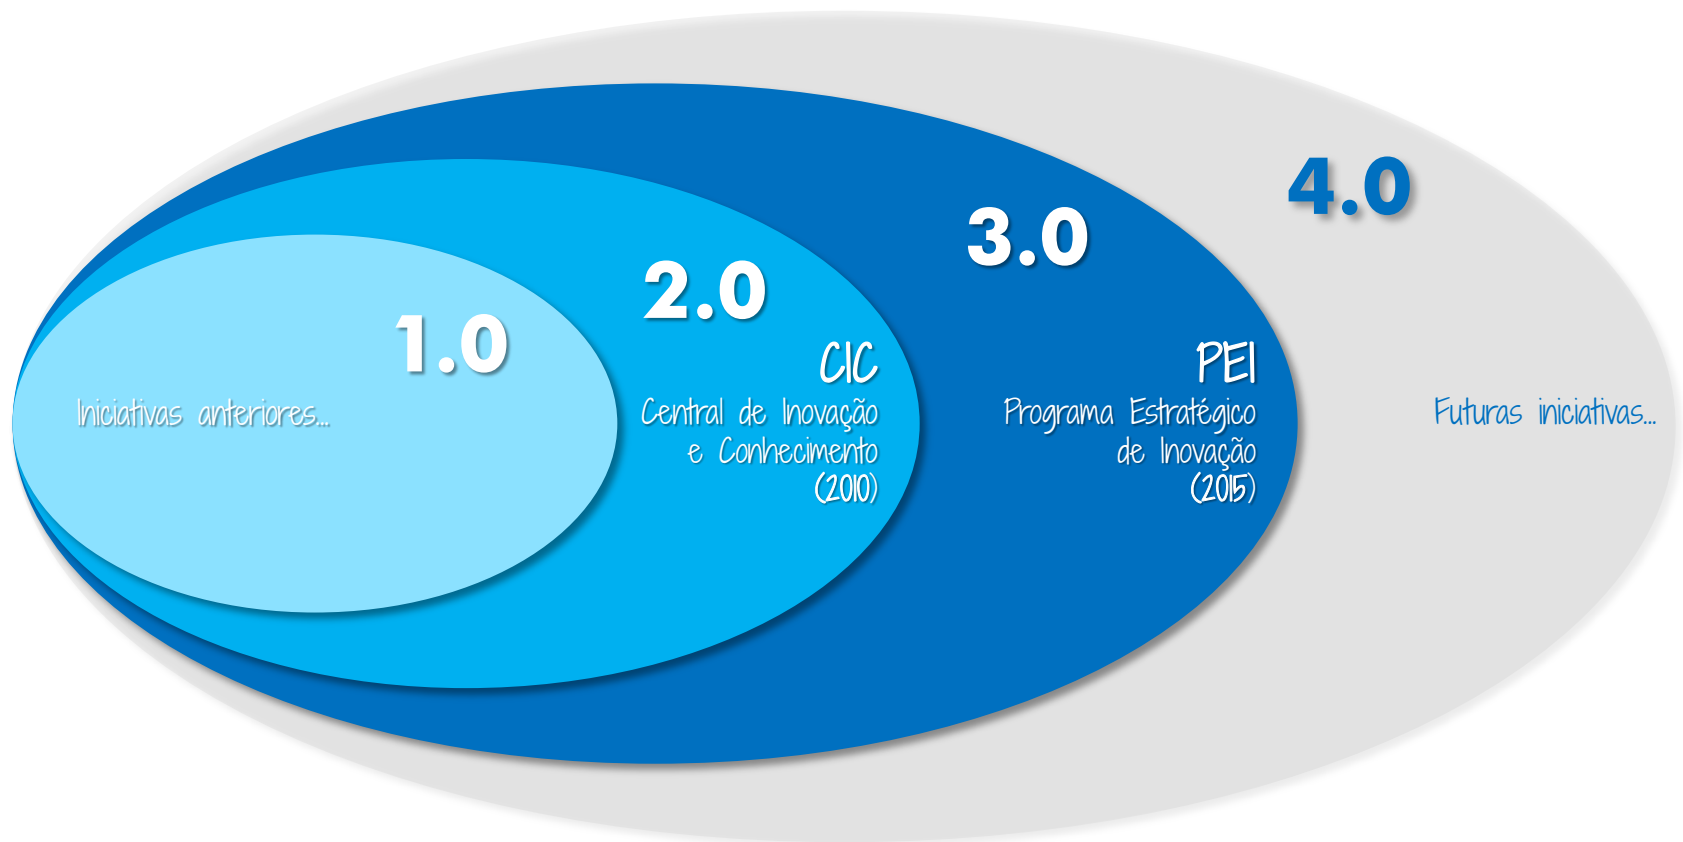 1.0
Iniciativas anteriores...
2.0
CIC
Central de Inovação
e Conhecimento
(2010)
3.0
PEI
Programa Estratégico
de Inovação
(2015)
4.0
Futuras iniciativas...